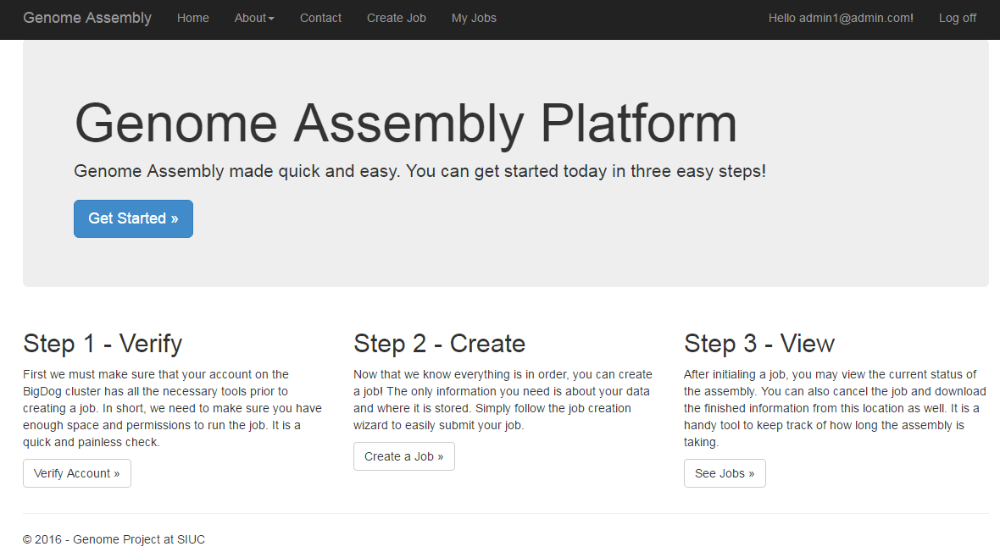 Genome Assembly Home About Contact Create Job My Jobs Hello admin1@admin.com! Log off
Genome Assembly Platform
Genome Assembly made quick and easy. You can get started today in three easy steps!
Get Started »
Step 1 - Verify
First we must make sure that your account on the
BigDog cluster has all the necessary tools prior to
creating a job. In short, we need to make sure you have
enough space and permissions to run the job. It is a
quick and painless check.
Verify Account »
Step 2 - Create
Now that we know everything is in order, you can create
a job! The only information you need is about your data
and where it is stored. Simply follow the job creation
wizard to easily submit your job.
Create a Job »
Step 3 - View
After initialing a job, you may view the current status of
the assembly. You can also cancel the job and download
the finished information from this location as well. It is a
handy tool to keep track of how long the assembly is
taking.
See Jobs »
© 2016 - Genome Project at SIUC